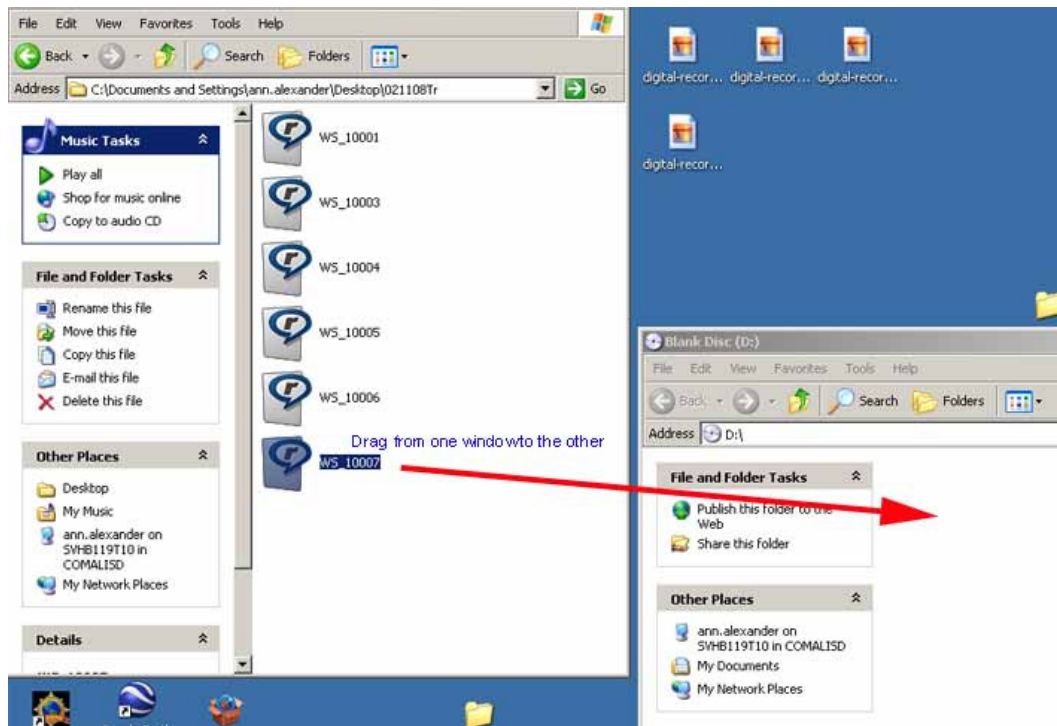 File Edit View Favorites Tools Help
Back Search Folders
Address C:\Documents and Settings\ann.alexander\Desktop\021108Tr Go
Music Tasks
Play all
Shop for music online
Copy to audio CD
File and Folder Tasks
Rename this file
Move this file
Copy this file
E-mail this file
Delete this file
Other Places
Desktop
My Music
ann.alexander on
SVHB119T10 in
COMALISD
My Network Places
Details
WS_10001
WS_10003
WS_10004
WS_10005
WS_10006
Drag from one windowto the other
WS_10007
digital-recor... digital-recor... digital-recor...
digital-recor...
Blank Disc (D:)
File Edit View Favorites Tools Help
Back Search Folders
Address D:\
File and Folder Tasks
Publish this folder to the
Web
Share this folder
Other Places
ann.alexander on
SVHB119T10 in COMALISD
My Documents
My Network Places